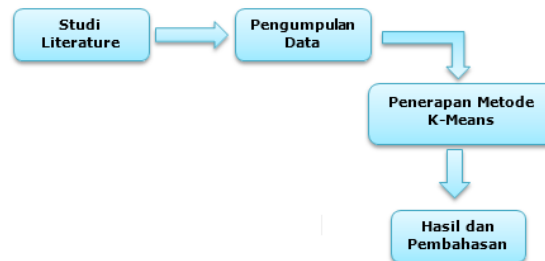 Studi
Literature
Pengumpulan
Data
Penerapan Metode
K-Means
Hasil dan
Pembahasan